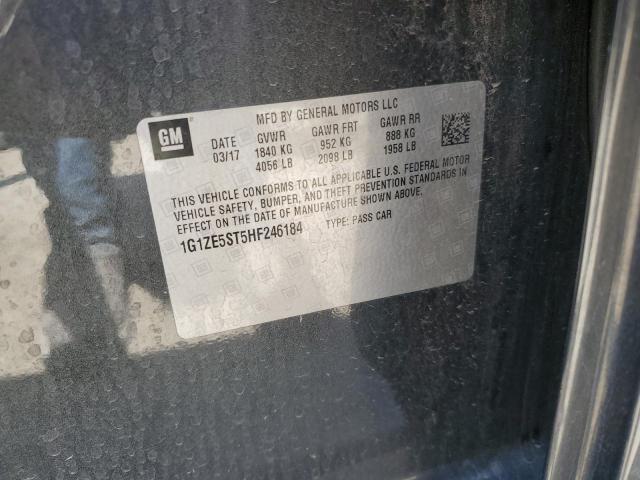 GM
MFD BY GENERAL MOTORS LLC
DATE GVWR GAWR FRT GAWR RR
03/17 1840 KG 952 KG 888 KG
4056 LB 2098 LB 1958 LB
THIS VEHICLE CONFORMS TO ALL APPLICABLE U.S. FEDERAL MOTOR
VEHICLE SAFETY, BUMPER, AND THEFT PREVENTION STANDARDS IN
EFFECT ON THE DATE OF MANUFACTURE SHOWN ABOVE.
1G1ZE5ST5HF246184 TYPE: PASS CAR